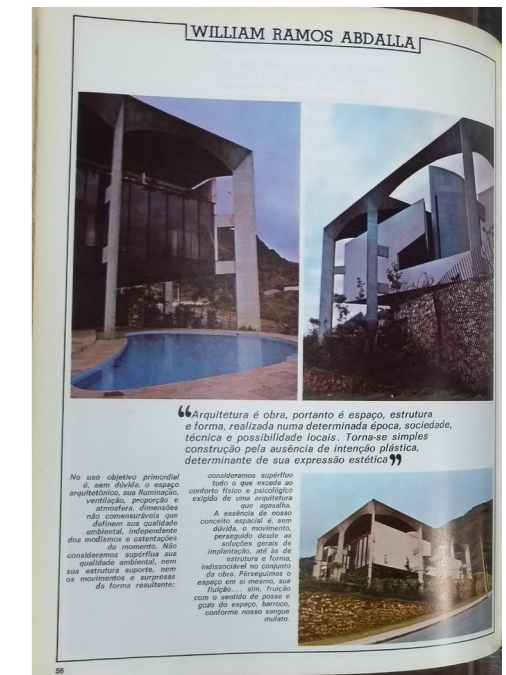 WILLIAM RAMOS ABDALLA
❝Arquitetura é obra, portanto é espaço, estrutura
e forma, realizada numa determinada época, sociedade,
técnica e possibilidade locais. Torna-se simples
construção pela ausência de intenção plástica,
determinante de sua expressão estética❞
No uso objetivo primordial
é, sem dúvida, o espaço
arquitetônico, sua iluminação,
ventilação, proporção e
atmosfera, dimensões
não comensuráveis que
definem sua qualidade
ambiental, independente
dos modismos e ostentações
do momento. Não
consideramos supérflua sua
qualidade ambiental, nem
sua estrutura suporte, nem
os movimentos e surpresas
da forma resultante;
consideramos supérfluo
tudo o que excede ao
conforto físico e psicológico
exigido de uma arquitetura
que agasalha.
A essência de nosso
conceito espacial é, sem
dúvida, o movimento,
perseguido desde as
soluções gerais de
implantação, até às de
estrutura e forma,
indissociável no conjunto
da obra. Perseguimos o
espaço em si mesmo, sua
fluição... sim, fruição
com o sentido de posse e
gozo do espaço, barroco,
conforme nosso sangue
mulato.
56